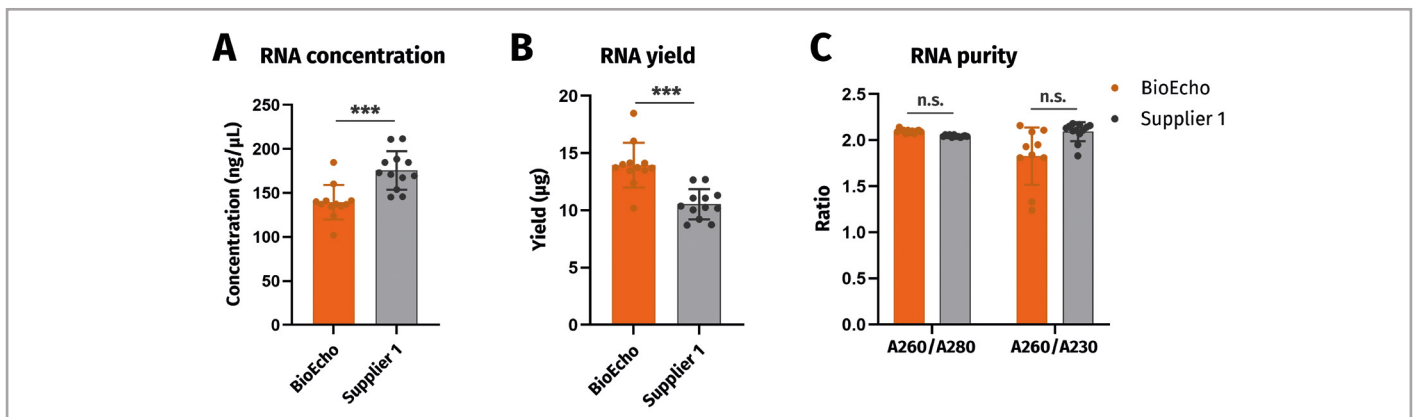 A RNA concentration
Concentration (ng/µL)
250
200
150
100
50
0
***
BioEcho
Supplier 1
B RNA yield
Yield (µg)
20
15
10
5
0
***
BioEcho
Supplier 1
C RNA purity
Ratio
2.5
2.0
1.5
1.0
0.5
0.0
n.s.
n.s.
A260/A280
A260/A230
BioEcho
Supplier 1